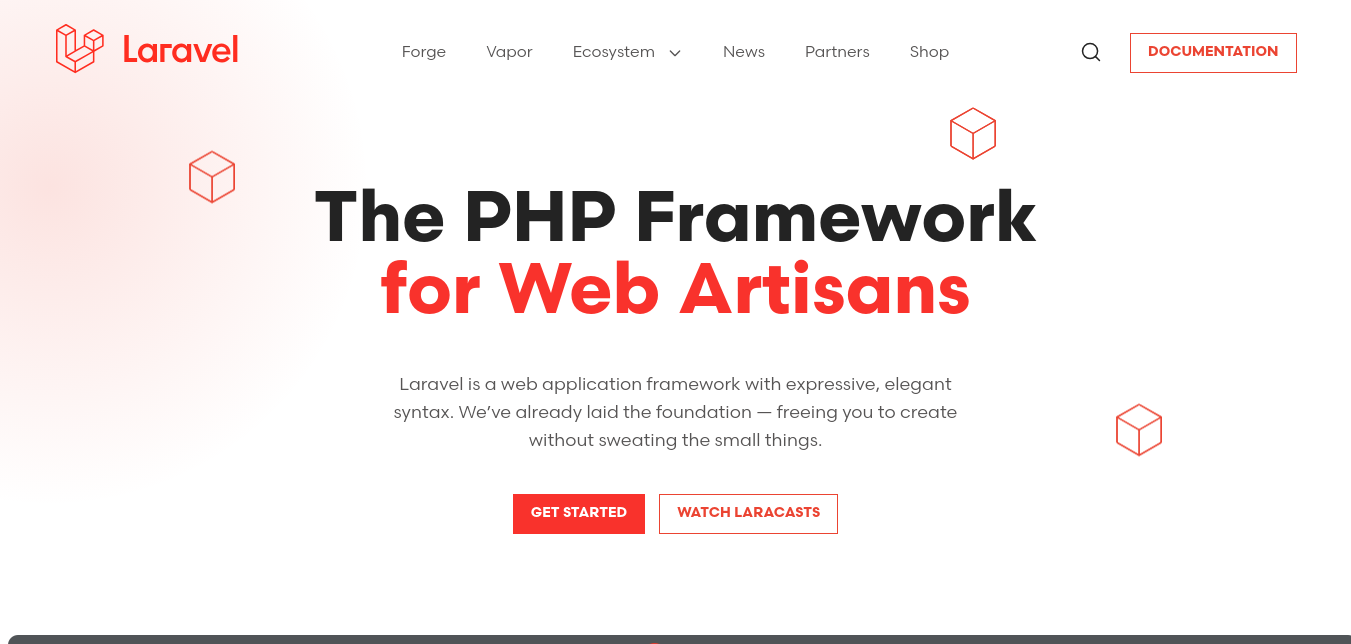 Laravel
Forge
Vapor
Ecosystem
News
Partners
Shop
DOCUMENTATION
The PHP Framework
for Web Artisans
Laravel is a web application framework with expressive, elegant
syntax. We’ve already laid the foundation — freeing you to create
without sweating the small things.
GET STARTED
WATCH LARACASTS